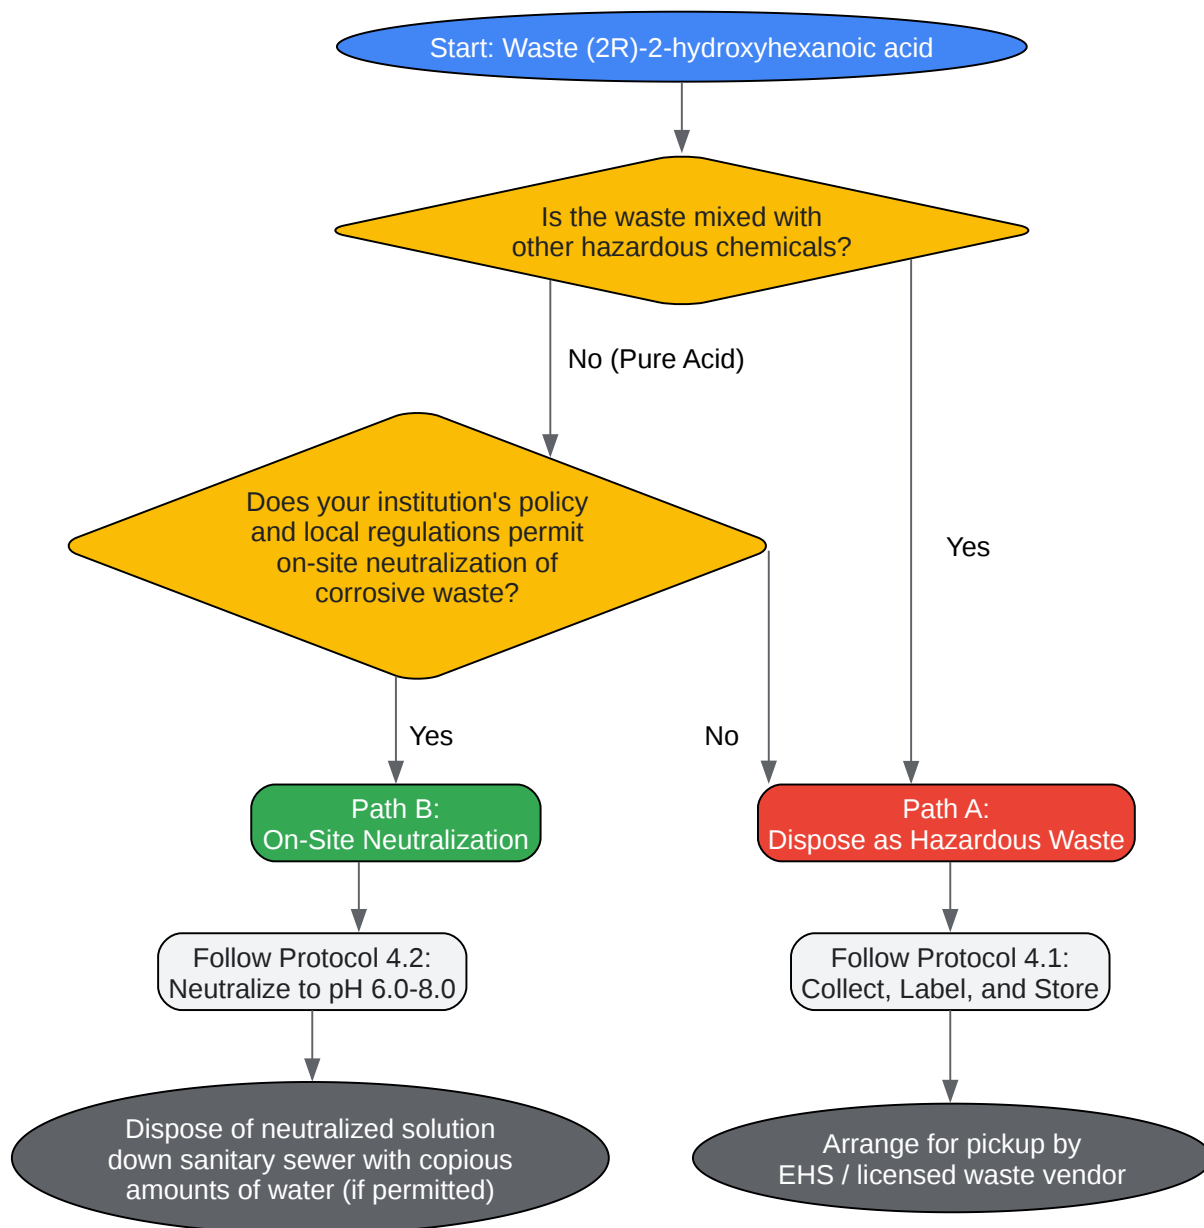 Start: Waste (2R)-2-hydroxyhexanoic acid
Is the waste mixed with
other hazardous chemicals?
No (Pure Acid)
Does your institution's policy
and local regulations permit
on-site neutralization of
corrosive waste?
Yes
Yes
No
Path B:
On-Site Neutralization
Path A:
Dispose as Hazardous Waste
Follow Protocol 4.2:
Neutralize to pH 6.0-8.0
Follow Protocol 4.1:
Collect, Label, and Store
Dispose of neutralized solution
down sanitary sewer with copious
amounts of water (if permitted)
Arrange for pickup by
EHS / licensed waste vendor